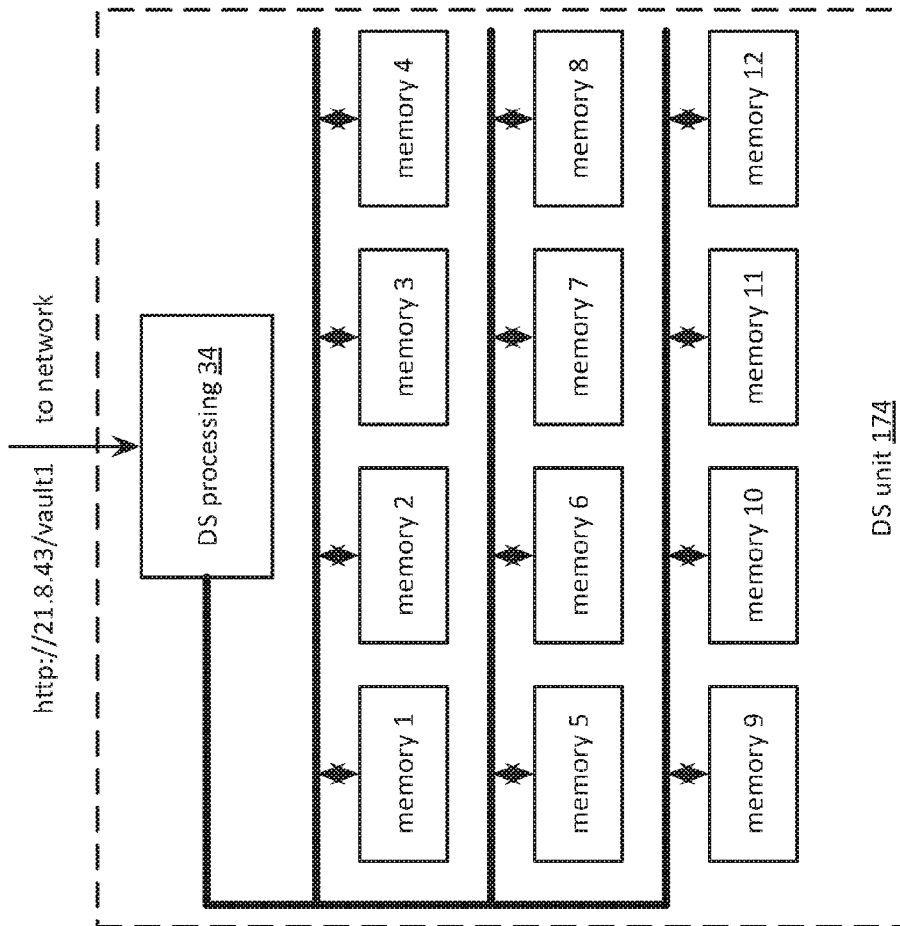 http://21.8.43/vault1 to network
DS processing 34
memory 1
memory 2
memory 3
memory 4
memory 5
memory 6
memory 7
memory 8
memory 9
memory 10
memory 11
memory 12
DS unit 174